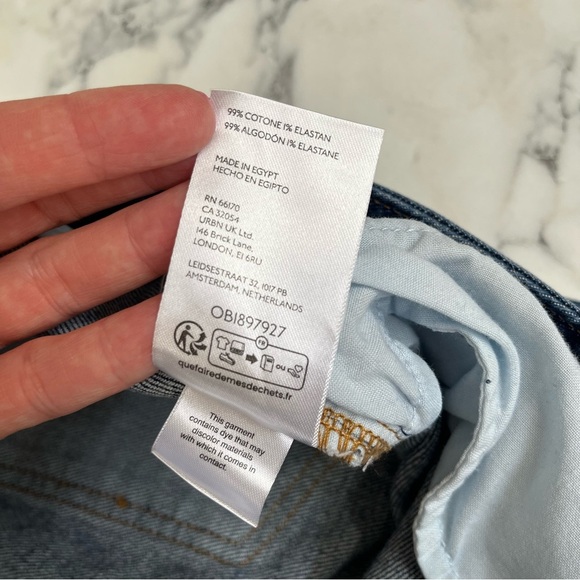 99% COTONE 1% ELASTAN
99% ALGODÓN 1% ELASTANE
MADE IN EGYPT
HECHO EN EGIPTO
RN 66170
CA 32054
URBN UK Ltd.
146 Brick Lane,
LONDON, E1 6RU
LEIDSESTRAAT 32, 1017 PB
AMSTERDAM, NETHERLANDS
OB1897927
FR
OU
quefairedemesdechets.fr
This garment
contains dye that may
discolor materials
with which it comes in
contact.